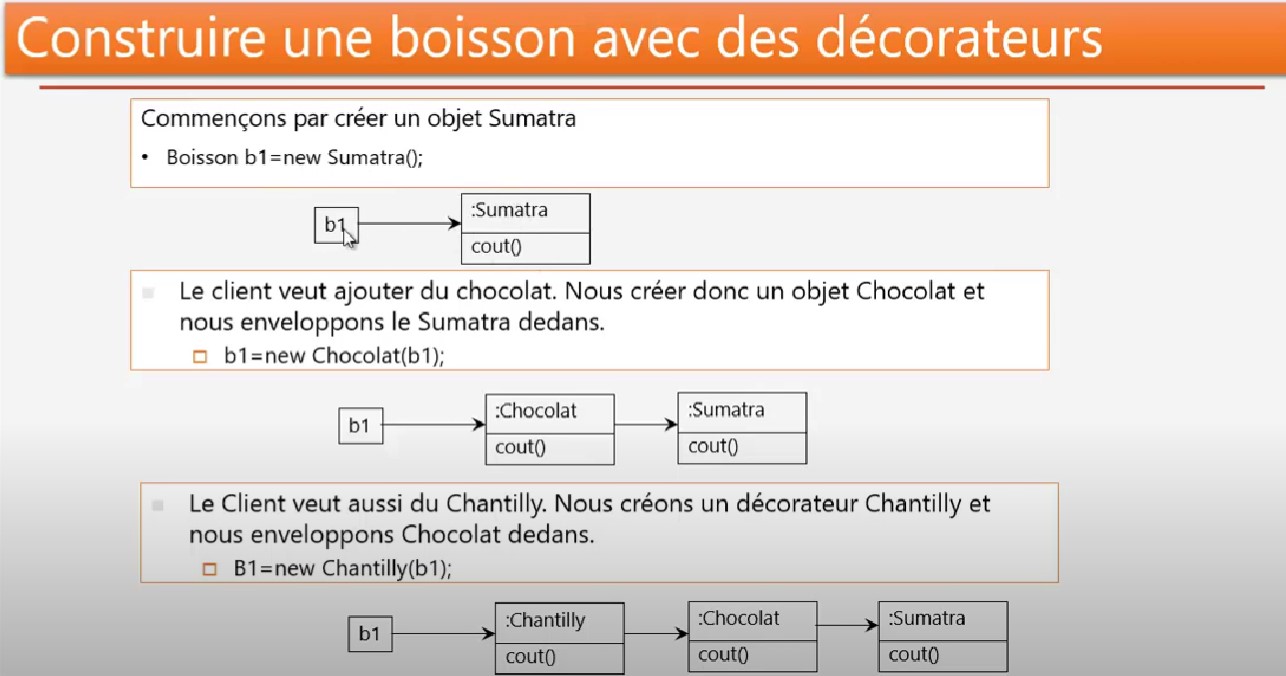 Construire une boisson avec des décorateurs
Commençons par créer un objet Sumatra
• Boisson b1=new Sumatra();
b1
:Sumatra
cout()
Le client veut ajouter du chocolat. Nous créer donc un objet Chocolat et
nous enveloppons le Sumatra dedans.
b1=new Chocolat(b1);
b1
:Chocolat
cout()
:Sumatra
cout()
Le Client veut aussi du Chantilly. Nous créons un décorateur Chantilly et
nous enveloppons Chocolat dedans.
B1=new Chantilly(b1);
b1
:Chantilly
cout()
:Chocolat
cout()
:Sumatra
cout()